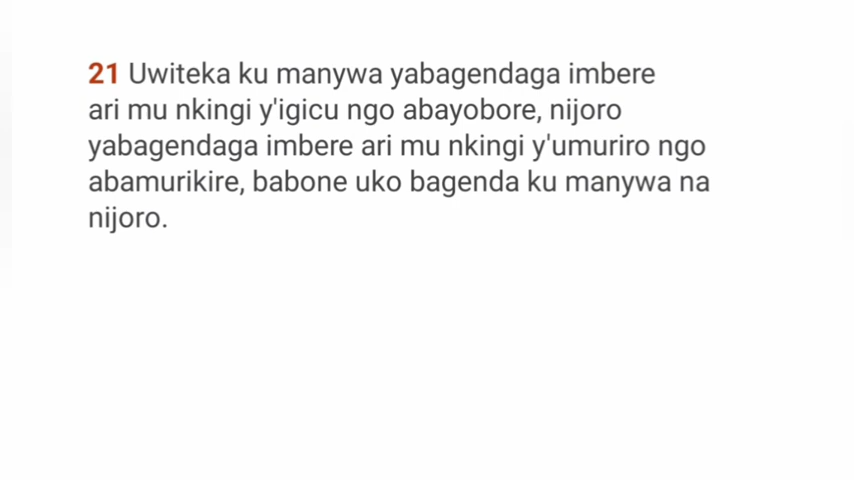 21 Uwiteka ku manywa yabagendaga imbere
ari mu nkingi y'igicu ngo abayobore, nijoro
yabagendaga imbere ari mu nkingi y'umuriro ngo
abamurikire, babone uko bagenda ku manywa na
nijoro.